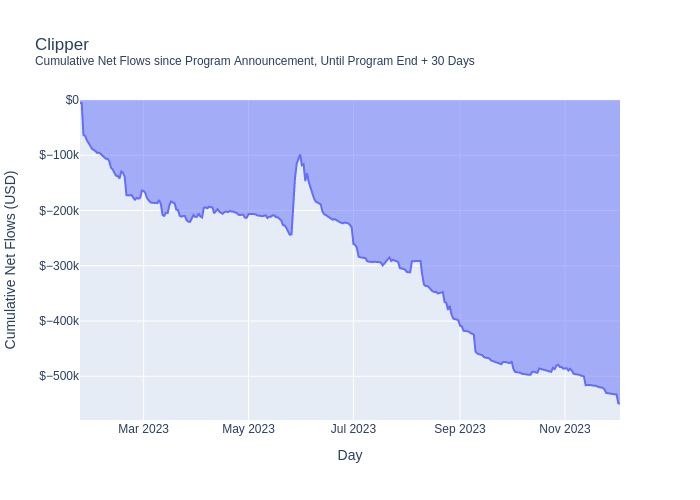 Clipper
Cumulative Net Flows since Program Announcement, Until Program End + 30 Days
Cumulative Net Flows (USD)
$0
$−100k
$−200k
$−300k
$−400k
$−500k
Mar 2023
May 2023
Jul 2023
Sep 2023
Nov 2023
Day